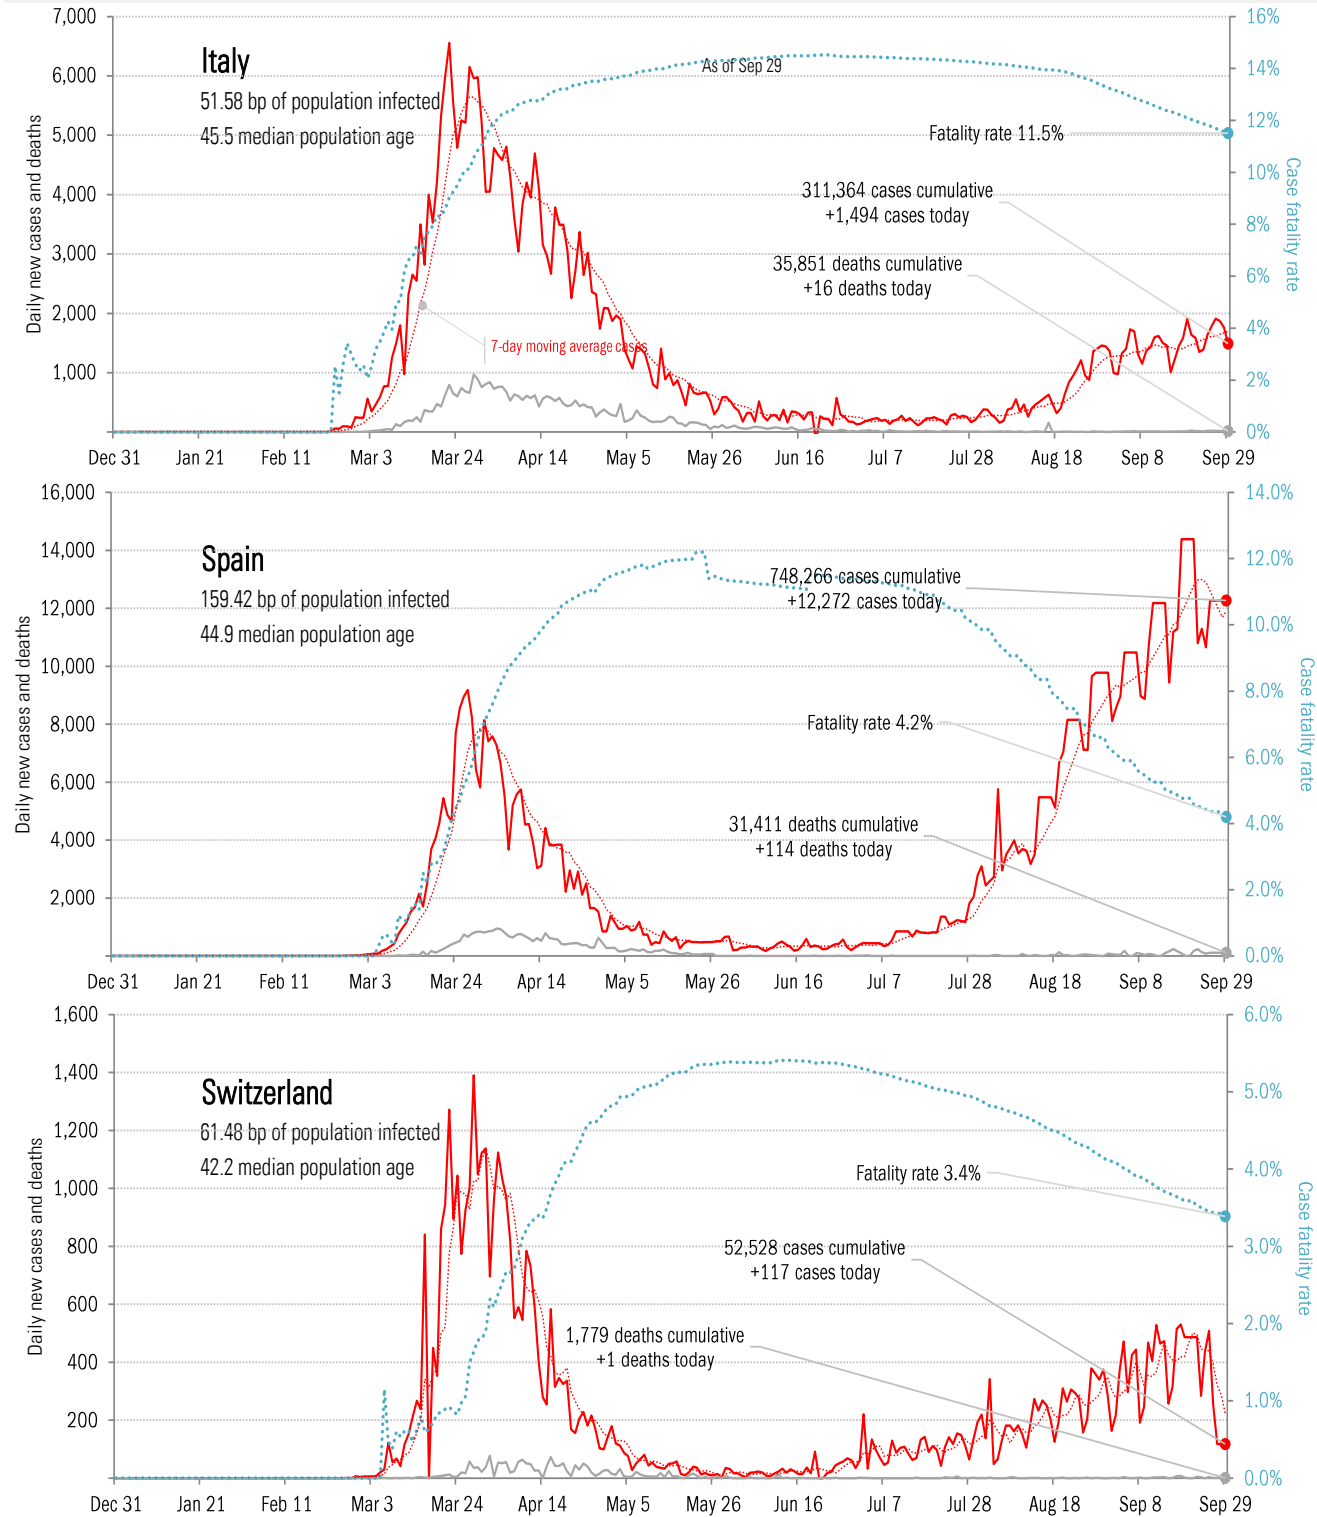 7,000
6,000
5,000
4,000
3,000
2,000
1,000
Daily new cases and deaths
Italy
51.58 bp of population infected
45.5 median population age
As of Sep 29
Fatality rate 11.5%
311,364 cases cumulative
+1,494 cases today
35,851 deaths cumulative
+16 deaths today
7-day moving average cases
16%
14%
12%
10%
8%
6%
4%
2%
0%
Case fatality rate
Dec 31 Jan 21 Feb 11 Mar 3 Mar 24 Apr 14 May 5 May 26 Jun 16 Jul 7 Jul 28 Aug 18 Sep 8 Sep 29
16,000
14,000
12,000
10,000
8,000
6,000
4,000
2,000
Daily new cases and deaths
Spain
159.42 bp of population infected
44.9 median population age
748,266 cases cumulative
+12,272 cases today
Fatality rate 4.2%
31,411 deaths cumulative
+114 deaths today
14.0%
12.0%
10.0%
8.0%
6.0%
4.0%
2.0%
0.0%
Case fatality rate
Dec 31 Jan 21 Feb 11 Mar 3 Mar 24 Apr 14 May 5 May 26 Jun 16 Jul 7 Jul 28 Aug 18 Sep 8 Sep 29
1,600
1,400
1,200
1,000
800
600
400
200
Daily new cases and deaths
Switzerland
61.48 bp of population infected
42.2 median population age
Fatality rate 3.4%
52,528 cases cumulative
+117 cases today
1,779 deaths cumulative
+1 deaths today
6.0%
5.0%
4.0%
3.0%
2.0%
1.0%
0.0%
Case fatality rate
Dec 31 Jan 21 Feb 11 Mar 3 Mar 24 Apr 14 May 5 May 26 Jun 16 Jul 7 Jul 28 Aug 18 Sep 8 Sep 29